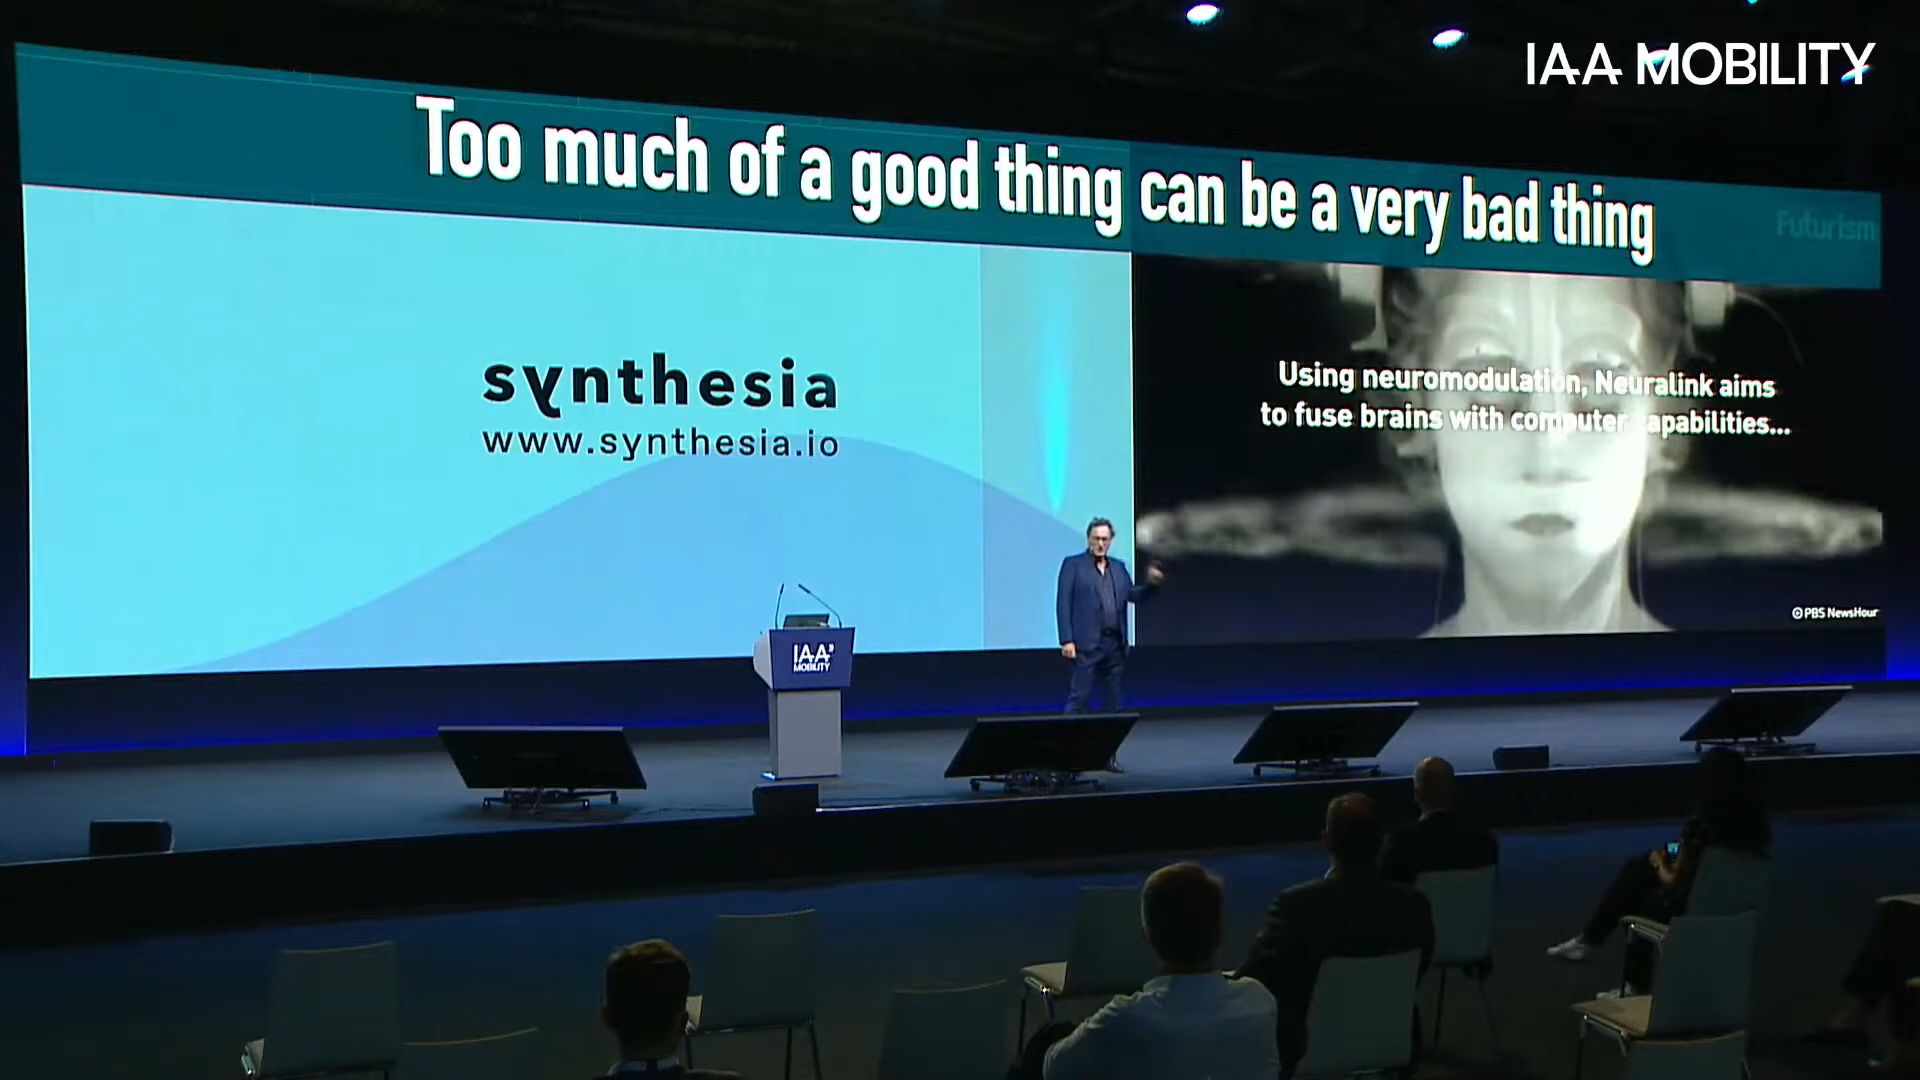 IAA MOBILITY
Too much of a good thing can be a very bad thing
Futurism
synthesia
www.synthesia.io
Using neuromodulation, Neuralink aims
to fuse brains with computer capabilities...
PBS NewsHour
IAA
MOBILITY